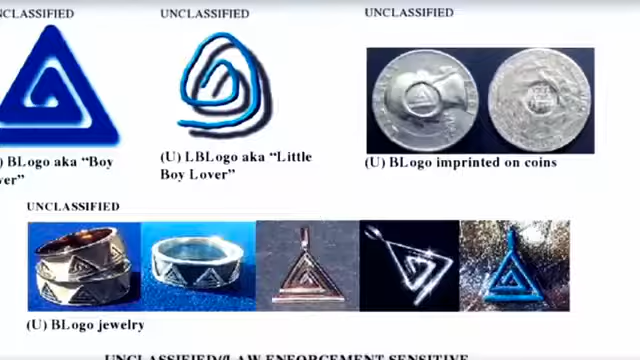 NCLASSIFIED
UNCLASSIFIED
UNCLASSIFIED
) BLogo aka “Boy
ver”
(U) LBLogo aka “Little
Boy Lover”
(U) BLogo imprinted on coins
UNCLASSIFIED
(U) BLogo jewelry
UNCLASSIFIED//LAW ENFORCEMENT SENSITIVE